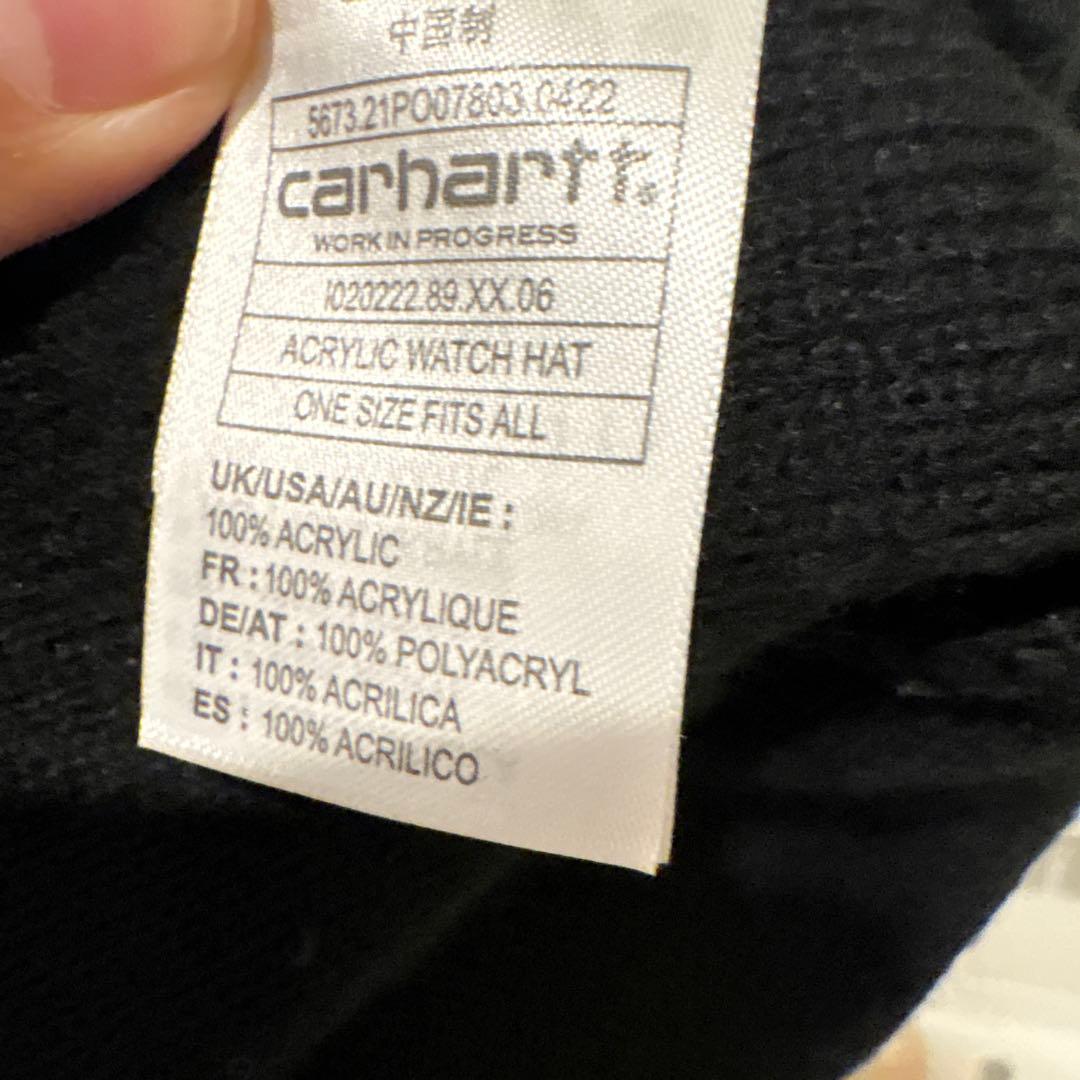 中国制
5673.21PO07803.0422
carhartt.
WORK IN PROGRESS
I020222.89.XX.06
ACRYLIC WATCH HAT
ONE SIZE FITS ALL
UK/USA/AU/NZ/IE :
100% ACRYLIC
FR : 100% ACRYLIQUE
DE/AT : 100% POLYACRYL
IT : 100% ACRILICA
ES : 100% ACRILICO